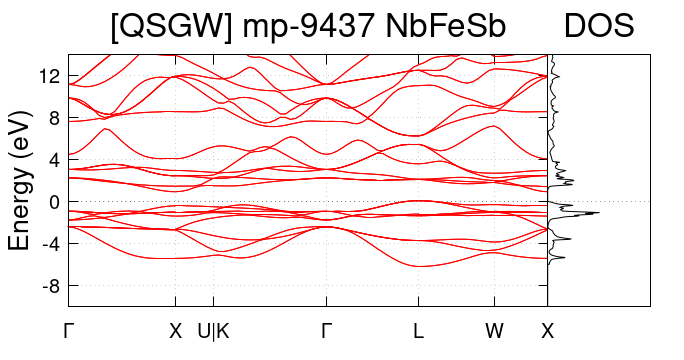 [QSGW] mp-9437 NbFeSb DOS
Energy (eV)
12
8
4
0
-4
-8
Γ X U|K Γ L W X